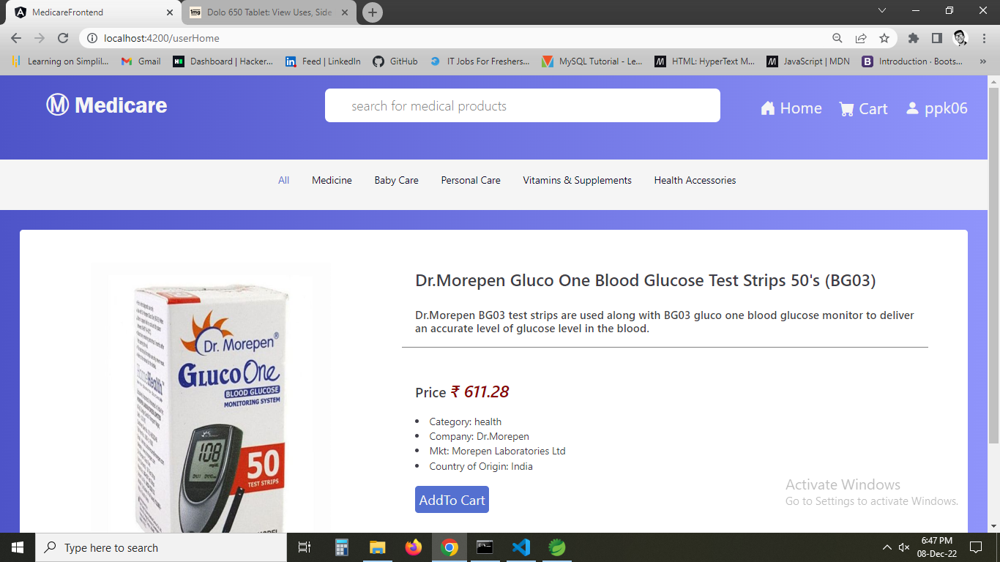 MedicareFrontend
1mg
Dolo 650 Tablet: View Uses, Side
localhost:4200/userHome
Learning on Simplil...
Gmail
Dashboard | Hacker...
Feed | LinkedIn
GitHub
IT Jobs For Freshers...
MySQL Tutorial - Le...
HTML: HyperText M...
JavaScript | MDN
Introduction · Boots...
M Medicare
search for medical products
Home
Cart
ppk06
All
Medicine
Baby Care
Personal Care
Vitamins & Supplements
Health Accessories
Dr. Morepen®
GLUCO ONE
BLOOD GLUCOSE
MONITORING SYSTEM
HomeHealth™
108
mg/dL
50
TEST STRIPS
Dr.Morepen Gluco One Blood Glucose Test Strips 50's (BG03)
Dr.Morepen BG03 test strips are used along with BG03 gluco one blood glucose monitor to deliver
an accurate level of glucose level in the blood.
Price ₹ 611.28
• Category: health
• Company: Dr.Morepen
• Mkt: Morepen Laboratories Ltd
• Country of Origin: India
AddTo Cart
Activate Windows
Go to Settings to activate Windows.
Type here to search
6:47 PM
08-Dec-22